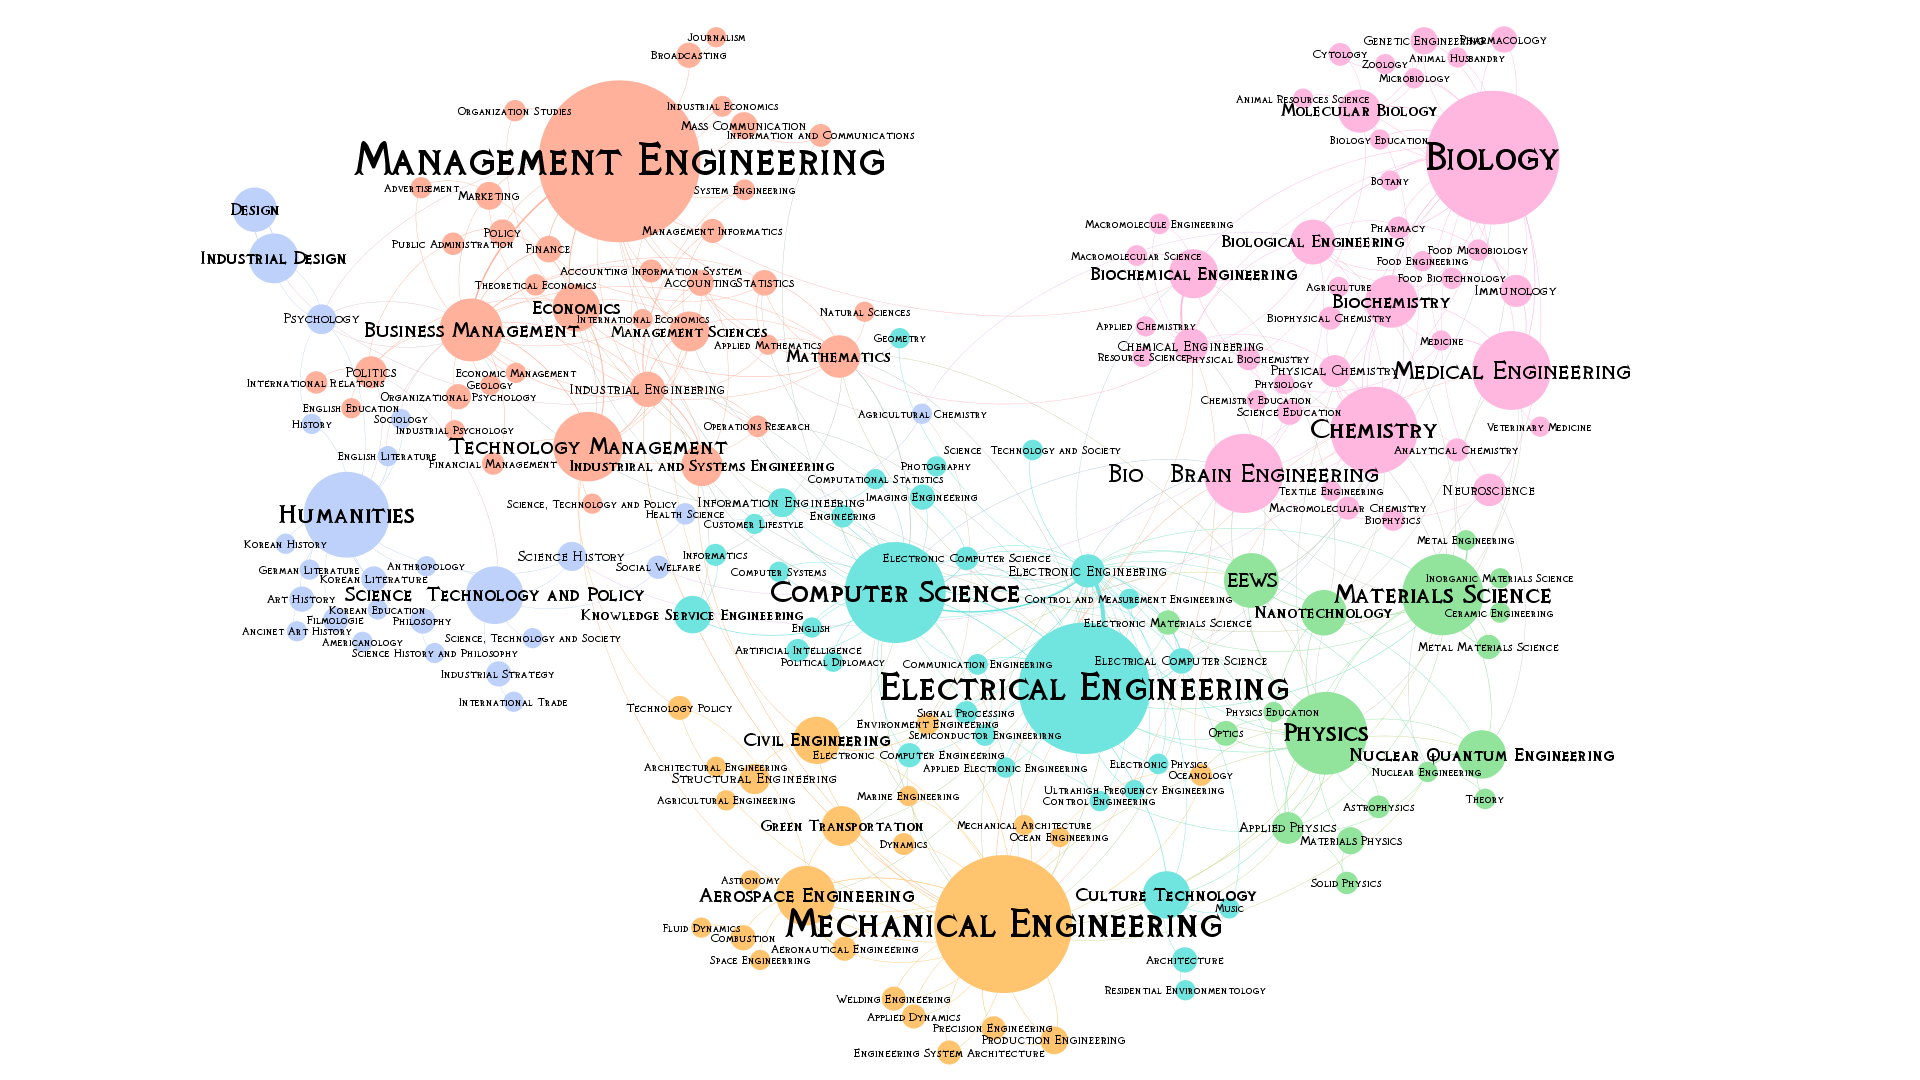 Journalism
Broadcasting
Organization Studies
Industrial Economics
Mass Communication
Information and Communications
Management Engineering
Advertisement
Marketing
System Engineering
Policy
Public Administration
Finance
Management Informatics
Accounting Information System
Theoretical Economics
Accounting
Statistics
Economics
International Economics
Business Management
Management Sciences
Natural Sciences
Geometry
Applied Mathematics
Mathematics
Design
Industrial Design
Psychology
Politics
International Relations
Economic Management
Geology
Organizational Psychology
Industrial Engineering
English Education
History
Sociology
Industrial Psychology
Agricultural Chemistry
Operations Research
Technology Management
English Literature
Financial Management
Industriral and Systems Engineering
Science Technology and Society
Photography
Computational Statistics
Imaging Engineering
Science, Technology and Policy
Information Engineering
Health Science
Customer Lifestyle
Engineering
Humanities
Korean History
Science History
Social Welfare
Informatics
Computer Systems
Anthropology
German Literature
Korean Literature
Art History
Science Technology and Policy
Korean Education
Filmologie
Philosophy
Ancinet Art History
Americanology
Science, Technology and Society
Science History and Philosophy
Industrial Strategy
International Trade
Knowledge Service Engineering
Electronic Computer Science
Electronic Engineering
Computer Science
Control and Measurement Engineering
English
Artificial Intelligence
Political Diplomacy
Communication Engineering
Electronic Materials Science
Electrical Computer Science
Electrical Engineering
Signal Processing
Environment Engineering
Semiconductor Engineerirng
Electronic Computer Engineering
Applied Electronic Engineering
Electronic Physics
Oceanology
Ultrahigh Frequency Engineering
Control Engineering
Technology Policy
Civil Engineering
Architectural Engineering
Structural Engineering
Agricultural Engineering
Marine Engineering
Green Transportation
Dynamics
Mechanical Architecture
Ocean Engineering
Astronomy
Aerospace Engineering
Mechanical Engineering
Fluid Dynamics
Combustion
Aeronautical Engineering
Space Engineerring
Culture Technology
Music
Architecture
Residential Environmentology
Welding Engineering
Applied Dynamics
Precision Engineering
Production Engineering
Engineering System Architecture
Genetic Engineering
Pharmacology
Cytology
Zoology
Animal Husbandry
Microbiology
Animal Resources Science
Molecular Biology
Biology Education
Biology
Botany
Macromolecule Engineering
Pharmacy
Biological Engineering
Food Microbiology
Macromolecular Science
Food Engineering
Biochemical Engineering
Food Biotechnology
Agriculture
Immunology
Biochemistry
Biophysical Chemistry
Applied Chemistrry
Medicine
Chemical Engineering
Resource Science
Physical Biochemistry
Physical Chemistry
Medical Engineering
Physiology
Chemistry Education
Science Education
Chemistry
Veterinary Medicine
Analytical Chemistry
Bio Brain Engineering
Textile Engineering
Neuroscience
Macromolecular Chemistry
Biophysics
Metal Engineering
EEWS
Inorganic Materials Science
Materials Science
Nanotechnology
Ceramic Engineering
Metal Materials Science
Physics Education
Optics
Physics
Nuclear Quantum Engineering
Nuclear Engineering
Theory
Astrophysics
Applied Physics
Materials Physics
Solid Physics